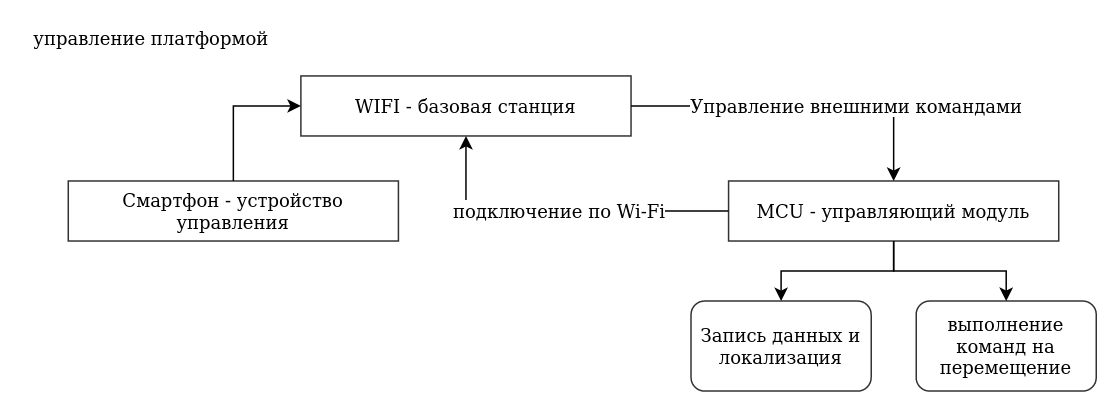 управление платформой
WIFI - базовая станция
Управление внешними командами
Смартфон - устройство
управления
подключение по Wi-Fi
MCU - управляющий модуль
Запись данных и
локализация
выполнение
команд на
перемещение